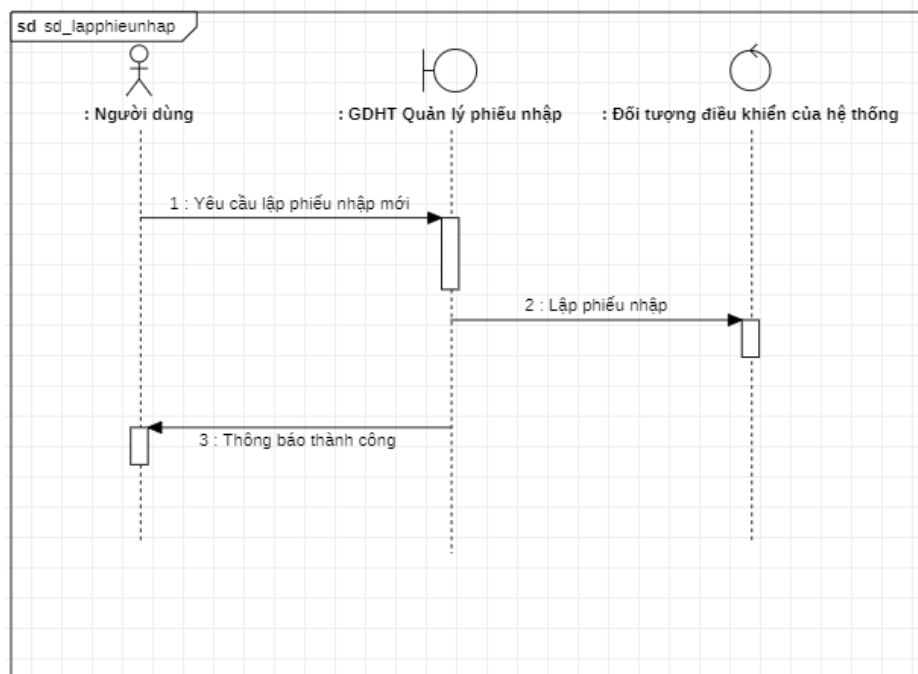 sd sd_lapphieunhap
: Người dùng
: GDHT Quản lý phiếu nhập
: Đối tượng điều khiển của hệ thống
1 : Yêu cầu lập phiếu nhập mới
2 : Lập phiếu nhập
3 : Thông báo thành công